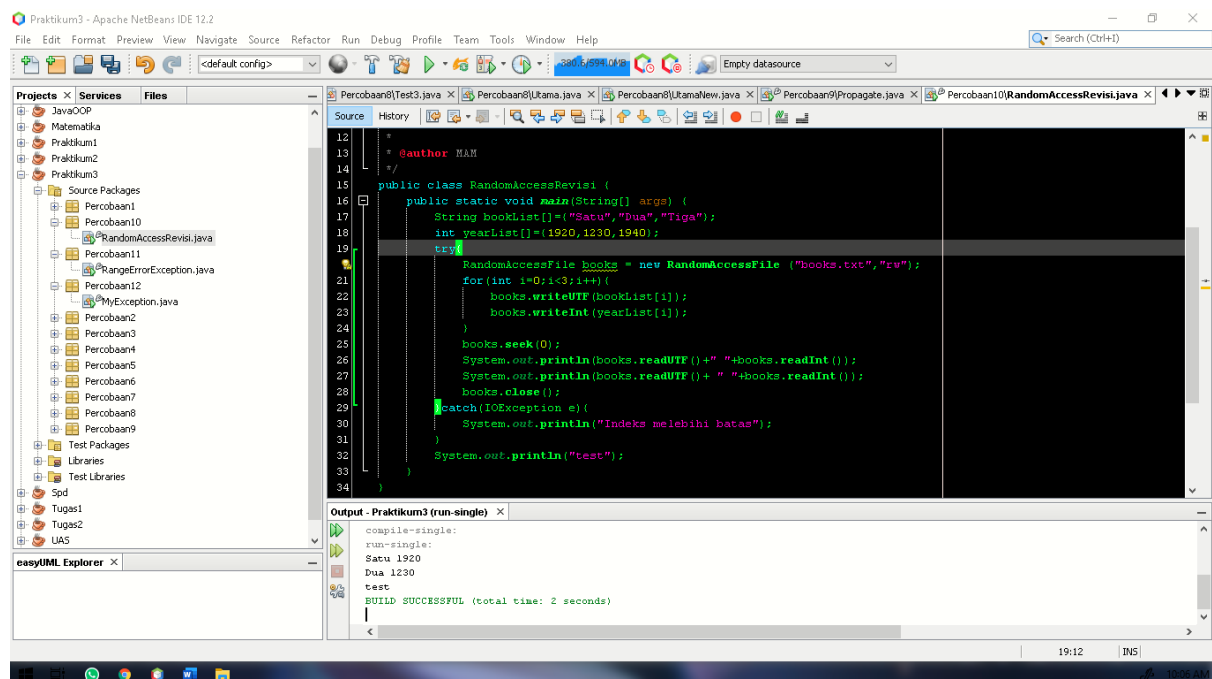 Praktikum3 - Apache NetBeans IDE 12.2
File Edit Format Preview View Navigate Source Refactor Run Debug Profile Team Tools Window Help
Search (Ctrl+I)
<default config>
380.6/594.0MB
Empty datasource
Projects × Services Files
JavaOOP
Matematika
Praktikum1
Praktikum2
Praktikum3
Source Packages
Percobaan1
Percobaan10
RandomAccessRevisi.java
Percobaan11
RangeErrorException.java
Percobaan12
MyException.java
Percobaan2
Percobaan3
Percobaan4
Percobaan5
Percobaan6
Percobaan7
Percobaan8
Percobaan9
Test Packages
Libraries
Test Libraries
Spd
Tugas1
Tugas2
UAS
easyUML Explorer ×
Percobaan8\Test3.java × Percobaan8\Utama.java × Percobaan8\UtamaNew.java × Percobaan9\Propagate.java × Percobaan10\RandomAccessRevisi.java ×
Source History
12 *
13 * @author MAM
14 */
15 public class RandomAccessRevisi {
16 public static void main(String[] args) {
17 String bookList[]={"Satu","Dua","Tiga"};
18 int yearList[]={1920,1230,1940};
19 try{
RandomAccessFile books = new RandomAccessFile ("books.txt","rw");
21 for(int i=0;i<3;i++){
22 books.writeUTF(bookList[i]);
23 books.writeInt(yearList[i]);
24 }
25 books.seek(0);
26 System.out.println(books.readUTF()+" "+books.readInt());
27 System.out.println(books.readUTF()+ " "+books.readInt());
28 books.close();
29 }catch(IOException e){
30 System.out.println("Indeks melebihi batas");
31 }
32 System.out.println("test");
33 }
34 }
Output - Praktikum3 (run-single) ×
compile-single:
run-single:
Satu 1920
Dua 1230
test
BUILD SUCCESSFUL (total time: 2 seconds)
19:12 INS
10:05 AM